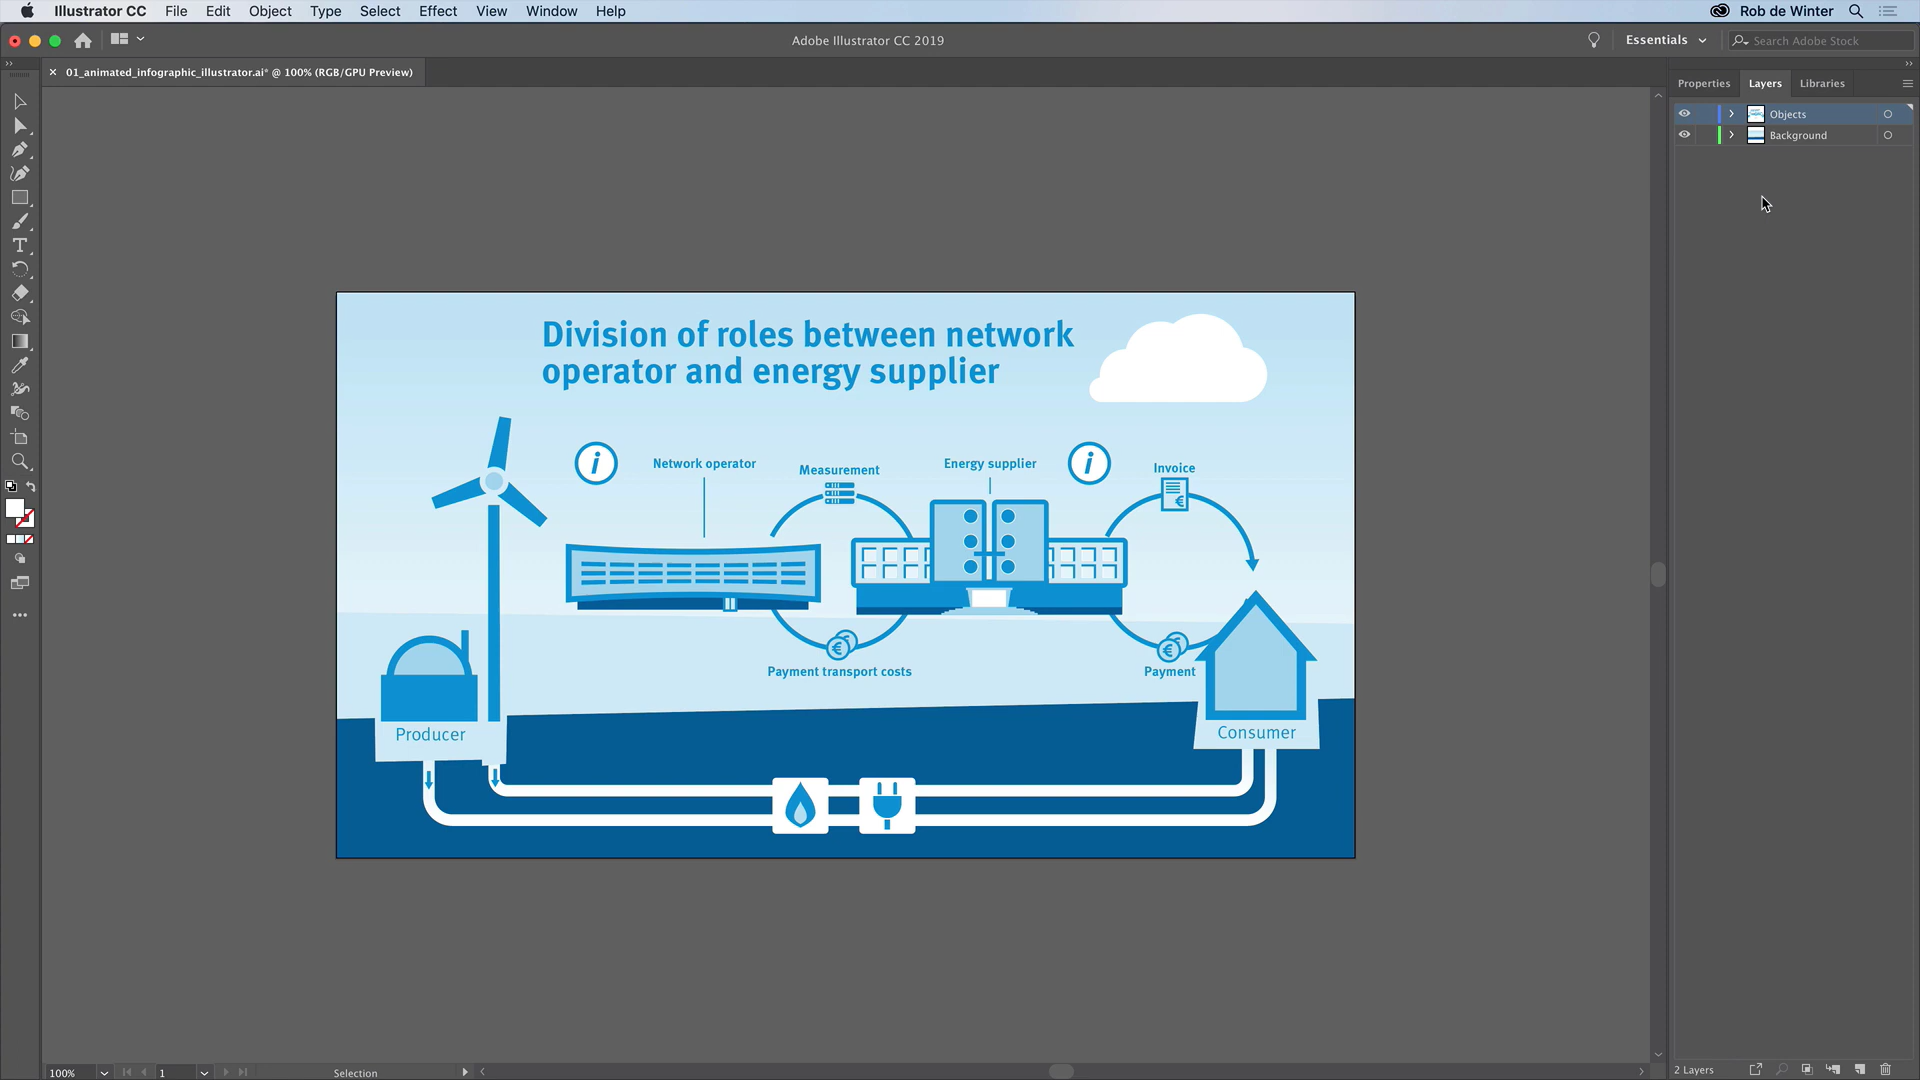 Illustrator CC File Edit Object Type Select Effect View Window Help Rob de Winter
Adobe Illustrator CC 2019 Essentials Search Adobe Stock
01_animated_infographic_illustrator.ai* @ 100% (RGB/GPU Preview)
Properties Layers Libraries
Objects
Background
Division of roles between network
operator and energy supplier
i Network operator Measurement Energy supplier i Invoice
€
€ €
Payment transport costs Payment
Producer Consumer
100% 1 Selection 2 Layers